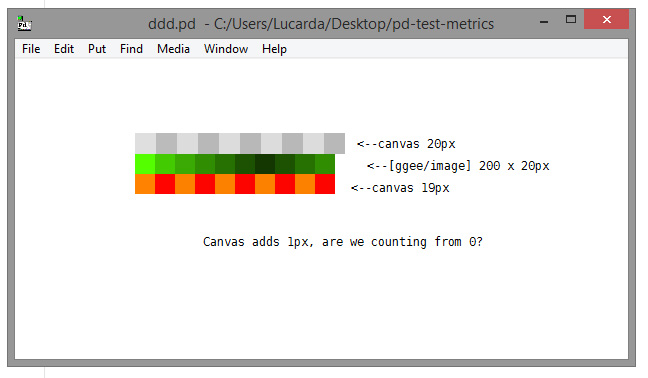 ddd.pd - C:/Users/Lucarda/Desktop/pd-test-metrics
File Edit Put Find Media Window Help
<--canvas 20px
<--[ggee/image] 200 x 20px
<--canvas 19px
Canvas adds 1px, are we counting from 0?